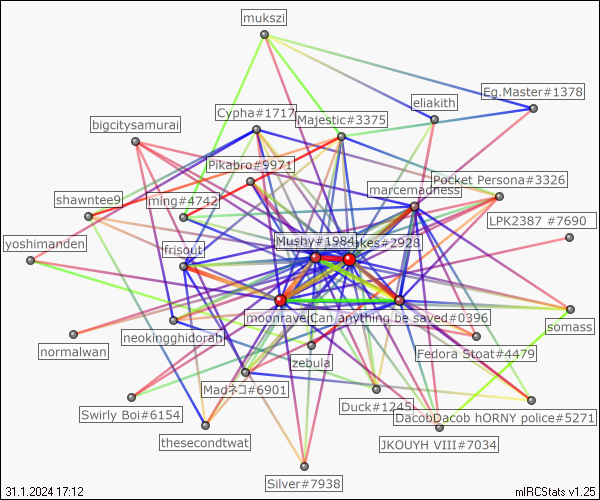 mukszi
Eg.Master#1378
eliakith
Cypha#1717
Majestic#3375
bigcitysamurai
Pikabro#9971
Pocket Persona#3326
marcemadness
shawntee9
ming#4742
LPK2387 #7690
yoshimanden
frisout
Mushy#1984
akes#2928
moonrave
Can anything be saved#0396
somass
neokingghidorah
normalwan
zebula
Fedora Stoat#4479
Madネコ#6901
Duck#1245
Swirly Boi#6154
DacobDacob hORNY police#5271
thesecondtwat
JKOUYH VIII#7034
Silver#7938
31.1.2024 17:12
mIRCStats v1.25